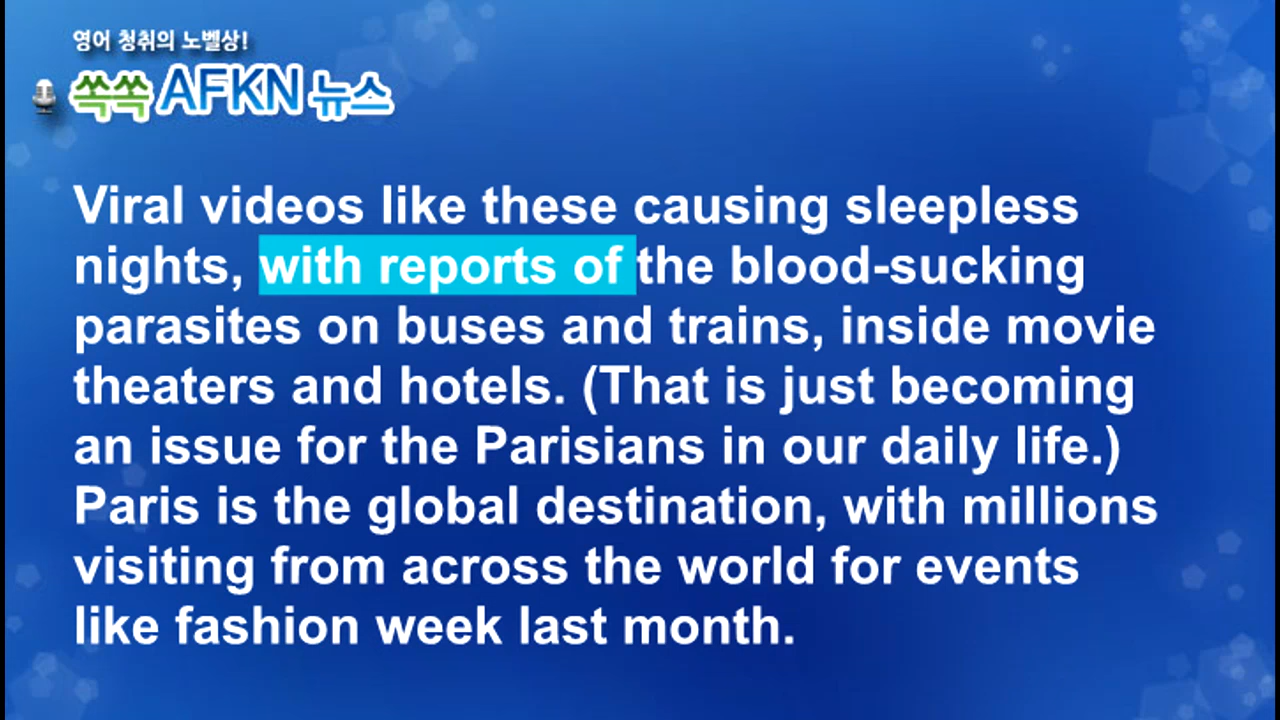 영어 청취의 노벨상!
쏙쏙 AFKN 뉴스
Viral videos like these causing sleepless
nights, with reports of the blood-sucking
parasites on buses and trains, inside movie
theaters and hotels. (That is just becoming
an issue for the Parisians in our daily life.)
Paris is the global destination, with millions
visiting from across the world for events
like fashion week last month.